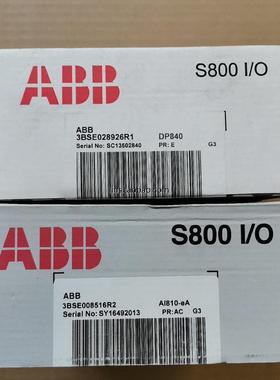 ABB
S800 I/O
ABB
3BSE028926R1 DP840
Serial No: SC13502840 PR: E G3
ABB
S800 I/O
ABB
3BSE008516R2 AI810-eA
Serial No: SY16492013 PR:AC G3